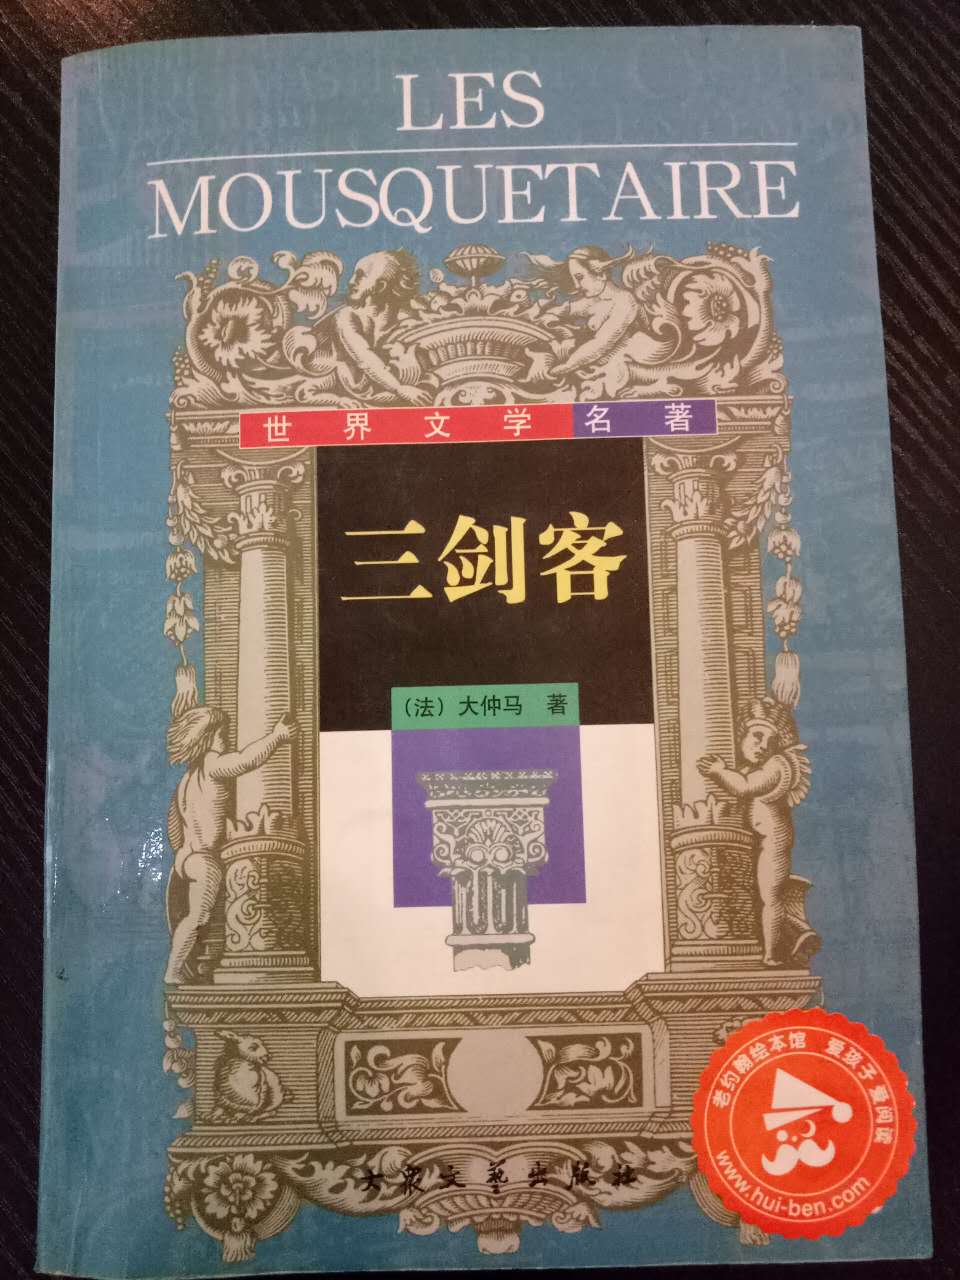 LES
MOUSQUETAIRE
世界文学名著
三剑客
（法）大仲马 著
大众文艺出版社
老约翰绘本馆 爱孩子爱阅读
www.hui-ben.com